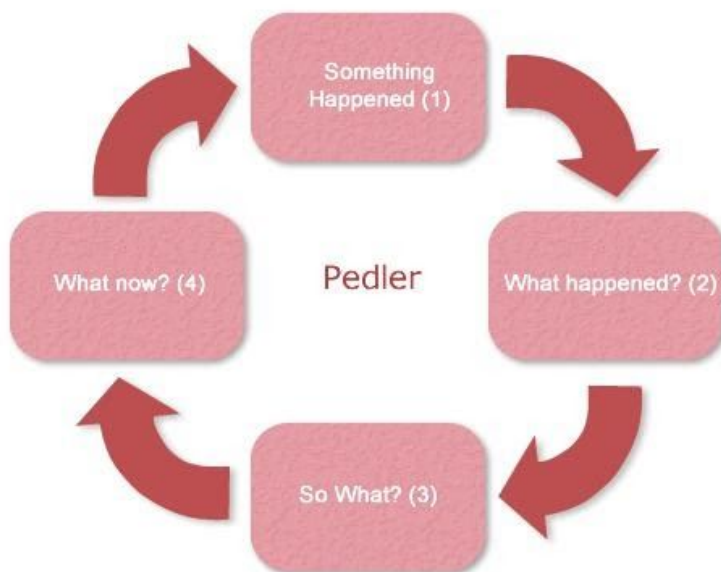 Something
Happened (1)
What now? (4)
Pedler
What happened? (2)
So What? (3)